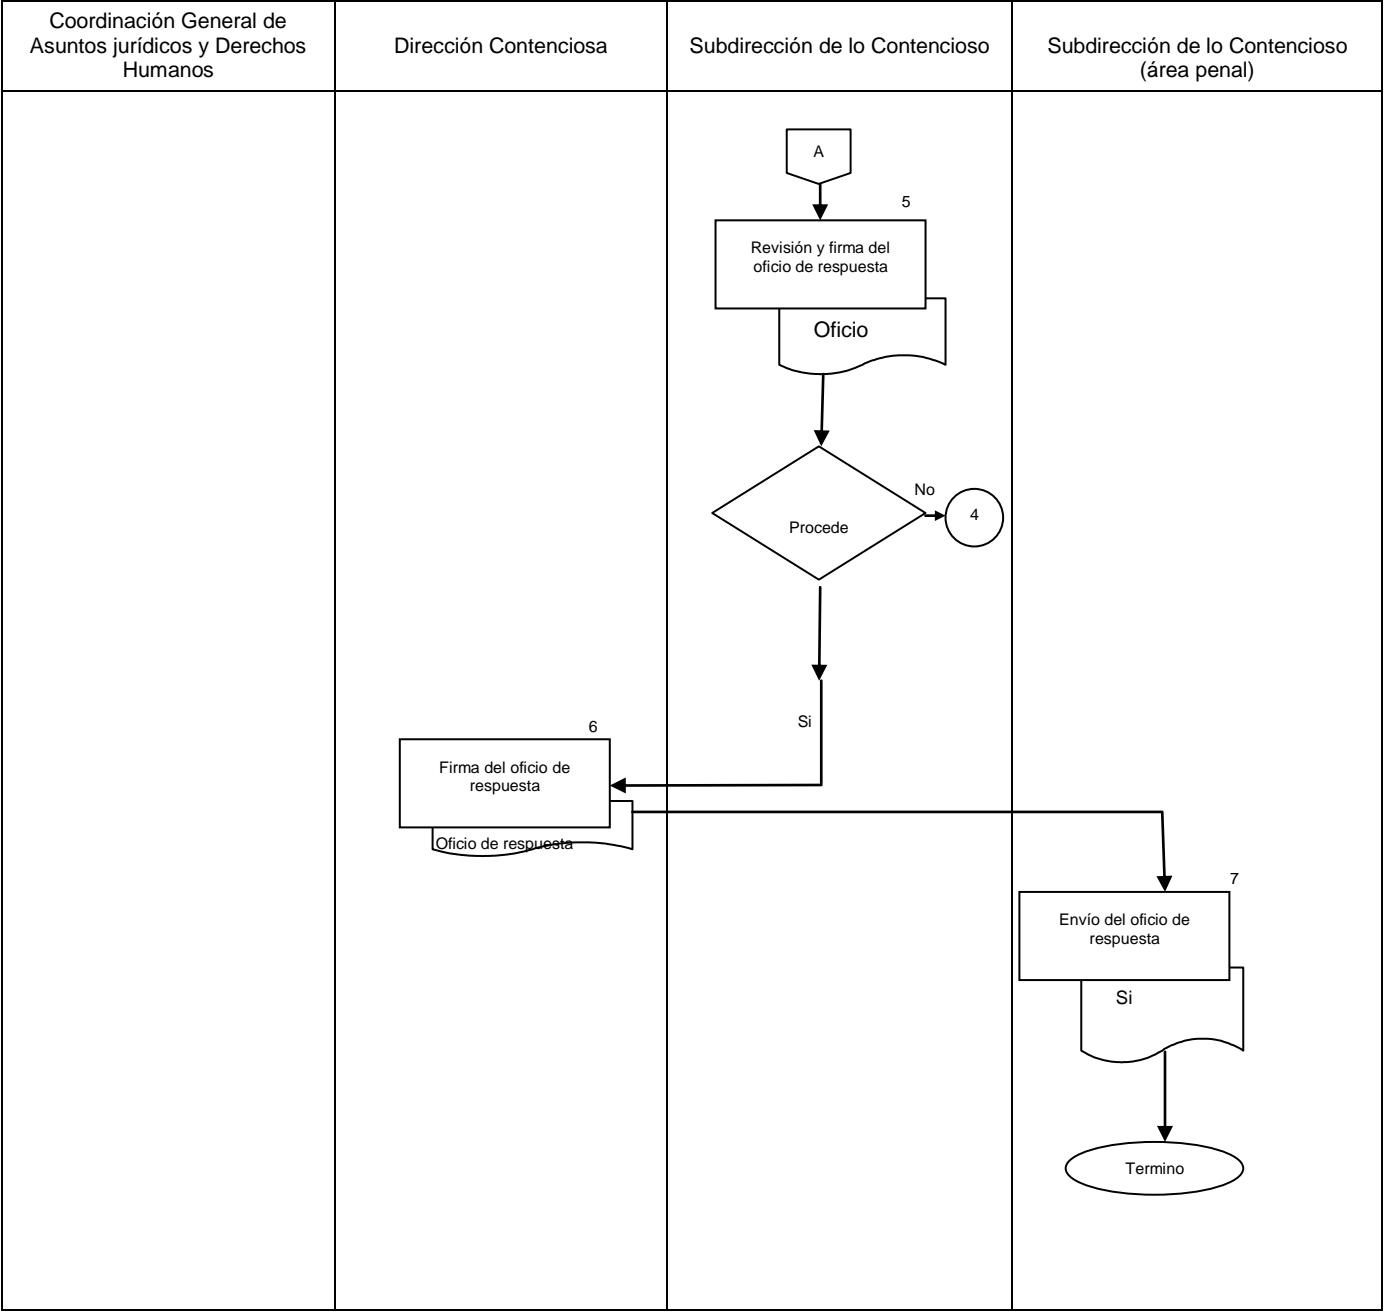 Coordinación General de
Asuntos jurídicos y Derechos
Humanos
Dirección Contenciosa
Subdirección de lo Contencioso
Subdirección de lo Contencioso
(área penal)
A
5
Revisión y firma del
oficio de respuesta
Oficio
No
4
Procede
Si
6
Firma del oficio de
respuesta
Oficio de respuesta
7
Envío del oficio de
respuesta
Si
Termino